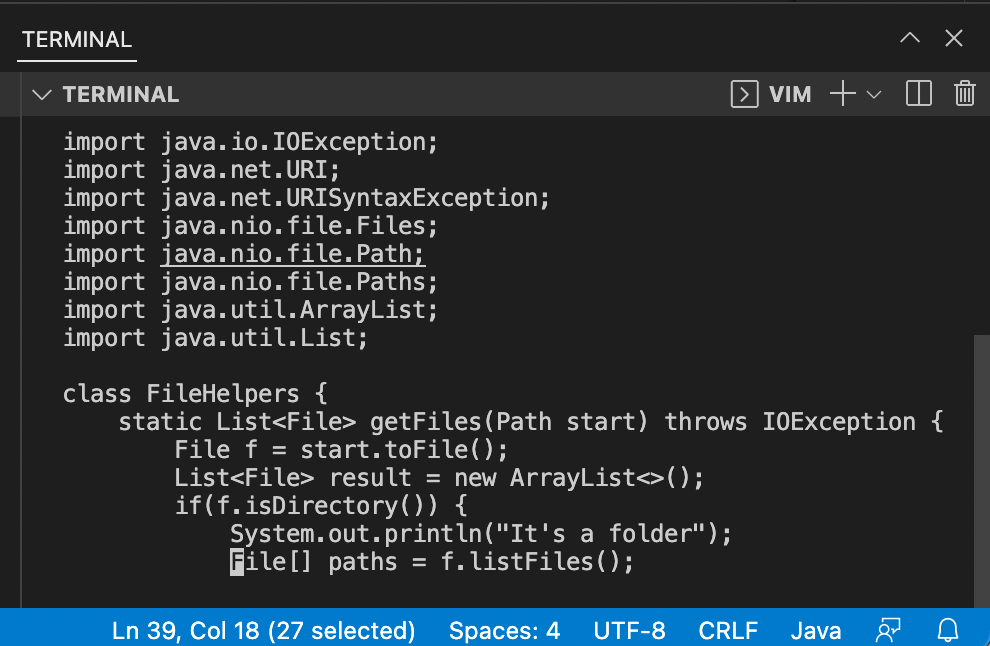 TERMINAL
TERMINAL VIM
import java.io.IOException;
import java.net.URI;
import java.net.URISyntaxException;
import java.nio.file.Files;
import java.nio.file.Path;
import java.nio.file.Paths;
import java.util.ArrayList;
import java.util.List;
class FileHelpers {
    static List<File> getFiles(Path start) throws IOException {
        File f = start.toFile();
        List<File> result = new ArrayList<>();
        if(f.isDirectory()) {
            System.out.println("It's a folder");
            File[] paths = f.listFiles();
Ln 39, Col 18 (27 selected) Spaces: 4 UTF-8 CRLF Java